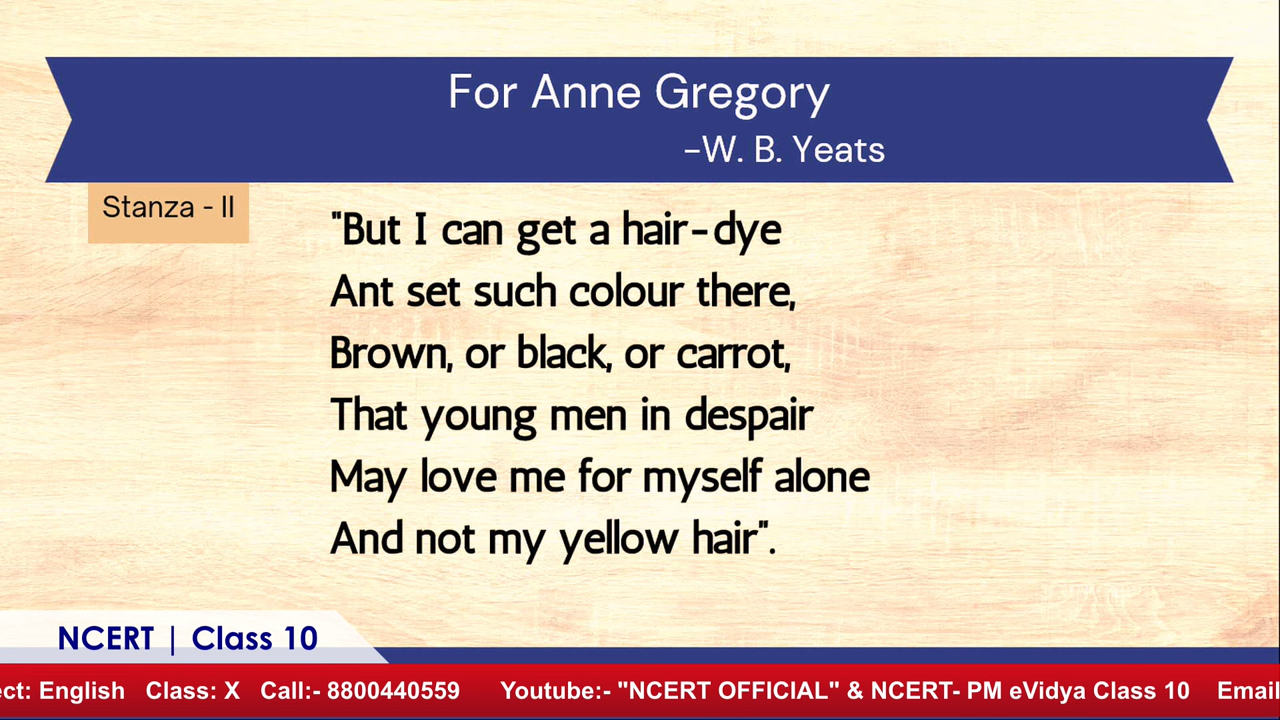 For Anne Gregory
-W. B. Yeats
Stanza - II
"But I can get a hair-dye
Ant set such colour there,
Brown, or black, or carrot,
That young men in despair
May love me for myself alone
And not my yellow hair".
NCERT | Class 10
ect: English Class: X Call:- 8800440559 Youtube:- "NCERT OFFICIAL" & NCERT- PM eVidya Class 10 Email